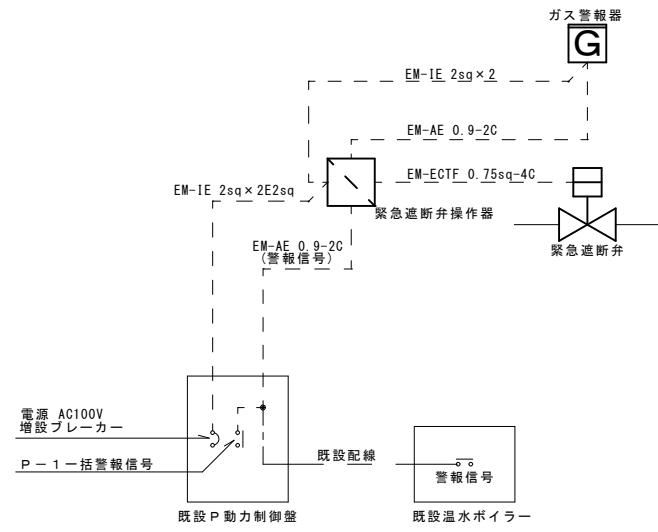 ガス警報器
G
EM-IE 2sq×2
EM-AE 0.9-2C
EM-ECTF 0.75sq-4C
EM-IE 2sq×2E2sq
緊急遮断弁操作器
EM-AE 0.9-2C
(警報信号)
緊急遮断弁
電源 AC100V
増設ブレーカー
P－1一括警報信号
既設配線
警報信号
既設P動力制御盤
既設温水ボイラー